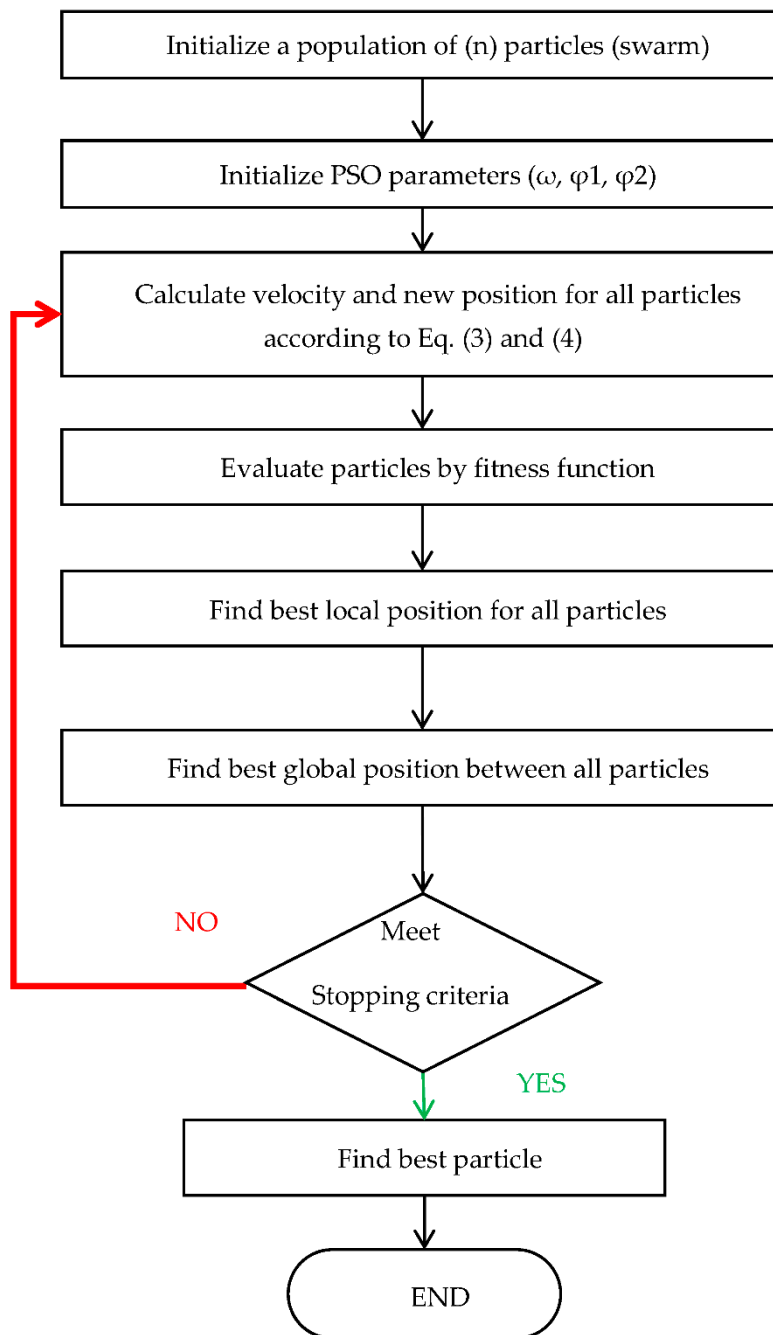 Initialize a population of (n) particles (swarm)
Initialize PSO parameters (ω, φ1, φ2)
Calculate velocity and new position for all particles
according to Eq. (3) and (4)
Evaluate particles by fitness function
Find best local position for all particles
Find best global position between all particles
NO
Meet
Stopping criteria
YES
Find best particle
END